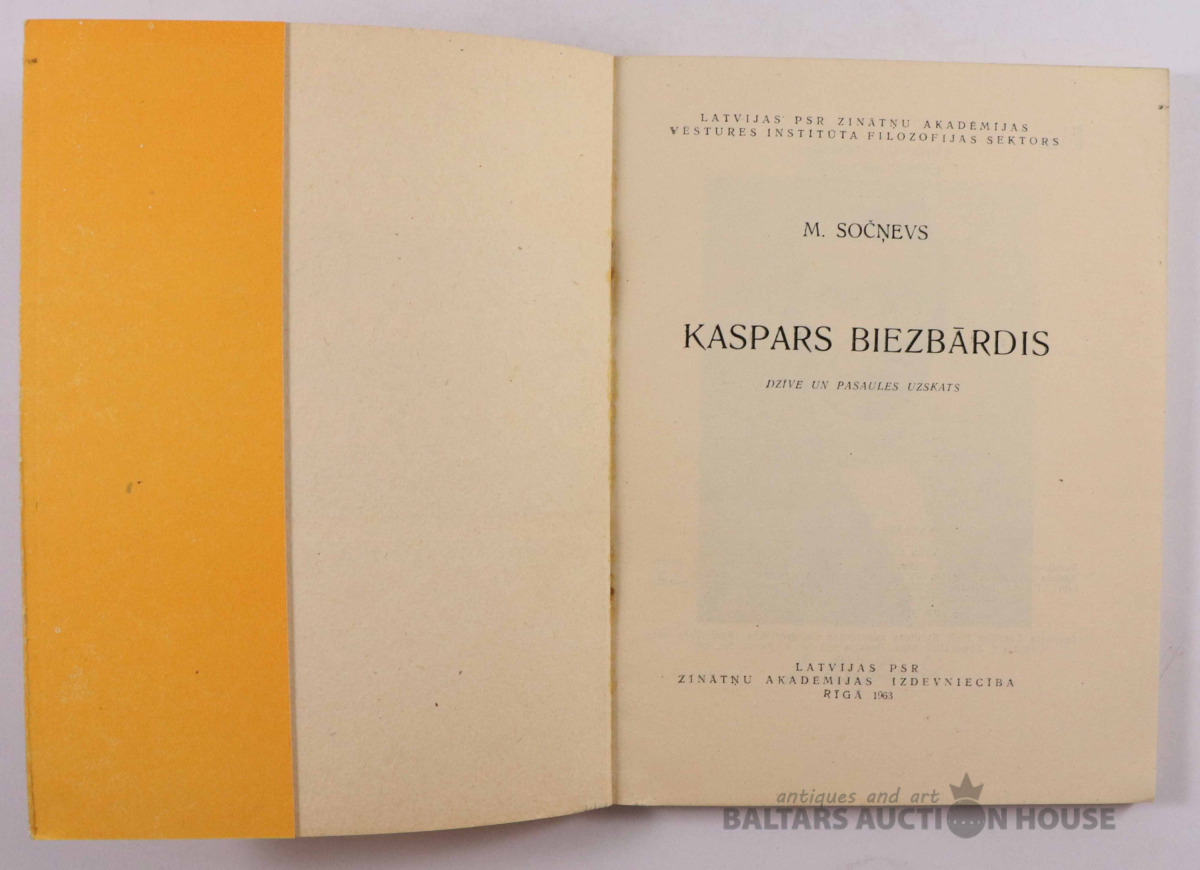 LATVIJAS PSR ZINĀTŅU AKADĒMIJAS
VĒSTURES INSTITŪTA FILOZOFIJAS SEKTORS
M. SOČŅEVS
KASPARS BIEZBĀRDIS
DZĪVE UN PASAULES UZSKATS
LATVIJAS PSR
ZINĀTŅU AKADĒMIJAS IZDEVNIECĪBA
RĪGĀ 1963
antiques and art
BALTARS AUCTION HOUSE